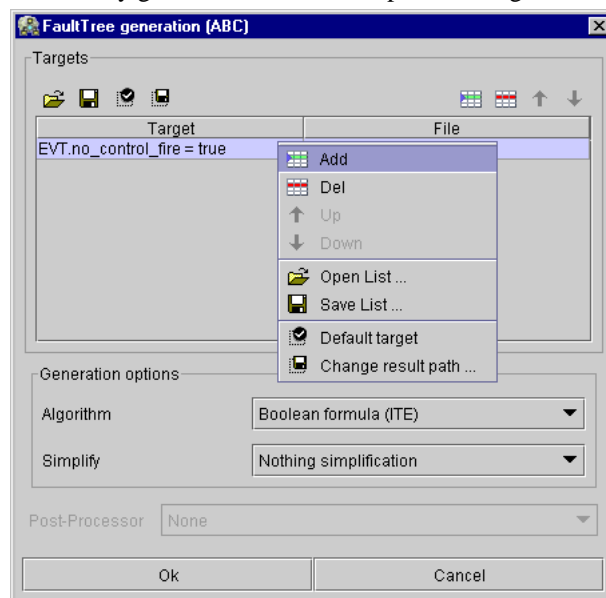 FaultTree generation (ABC)
Targets
Target File
EVT.no_control_fire = true
Add
Del
Up
Down
Open List ...
Save List ...
Default target
Change result path ...
Generation options
Algorithm Boolean formula (ITE)
Simplify Nothing simplification
Post-Processor None
Ok Cancel